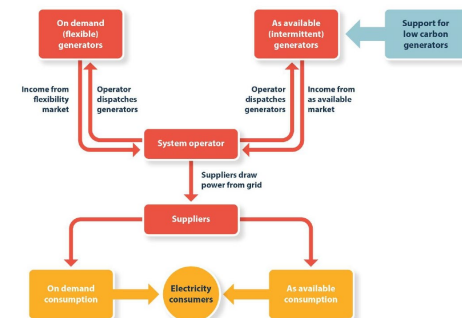 On demand
(flexible)
generators
As available
(intermittent)
generators
Support for
low carbon
generators
Income from
flexibility
market
Operator
dispatches
generators
Operator
dispatches
generators
Income from
as available
market
System operator
Suppliers draw
power from grid
Suppliers
On demand
consumption
Electricity
consumers
As available
consumption